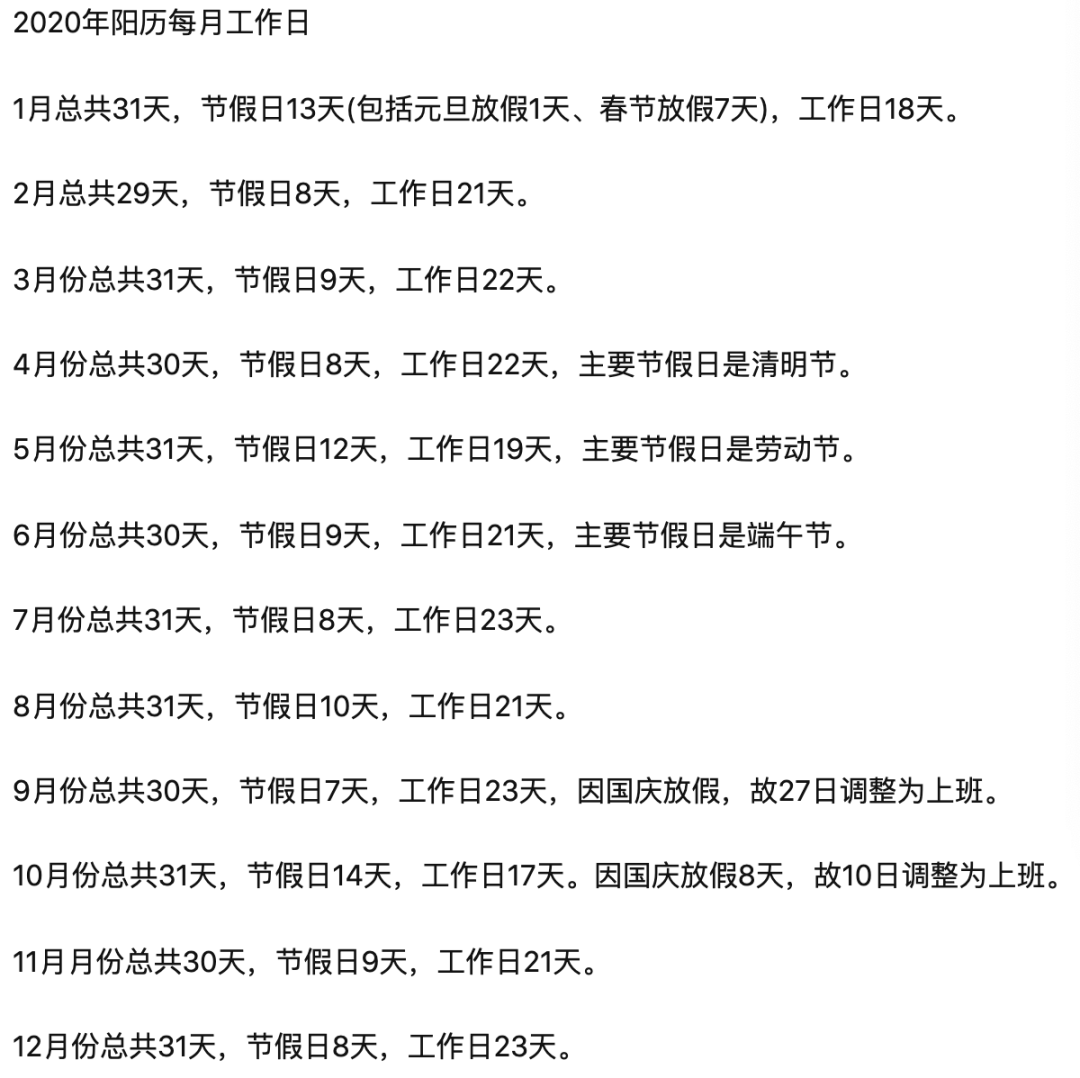 2020年阳历每月工作日
1月总共31天，节假日13天(包括元旦放假1天、春节放假7天)，工作日18天。
2月总共29天，节假日8天，工作日21天。
3月份总共31天，节假日9天，工作日22天。
4月份总共30天，节假日8天，工作日22天，主要节假日是清明节。
5月份总共31天，节假日12天，工作日19天，主要节假日是劳动节。
6月份总共30天，节假日9天，工作日21天，主要节假日是端午节。
7月份总共31天，节假日8天，工作日23天。
8月份总共31天，节假日10天，工作日21天。
9月份总共30天，节假日7天，工作日23天，因国庆放假，故27日调整为上班。
10月份总共31天，节假日14天，工作日17天。因国庆放假8天，故10日调整为上班。
11月月份总共30天，节假日9天，工作日21天。
12月份总共31天，节假日8天，工作日23天。